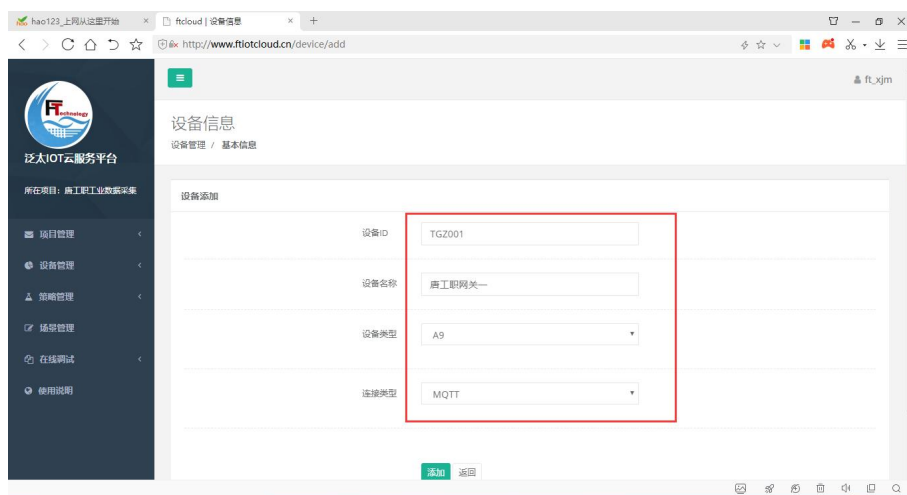 hao123_上网从这里开始
ftcloud | 设备信息
http://www.ftiotcloud.cn/device/add
ft_xjm
FTechnology
泛太IOT云服务平台
所在项目：唐工职工业数据采集
项目管理
设备管理
策略管理
场景管理
在线调试
使用说明
设备信息
设备管理 / 基本信息
设备添加
设备ID TGZ001
设备名称 唐工职网关一
设备类型 A9
连接类型 MQTT
添加 返回